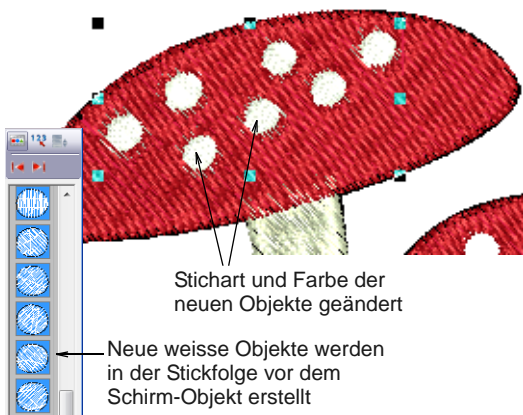 123
Stichart und Farbe der
neuen Objekte geändert
Neue weisse Objekte werden
in der Stickfolge vor dem
Schirm-Objekt erstellt